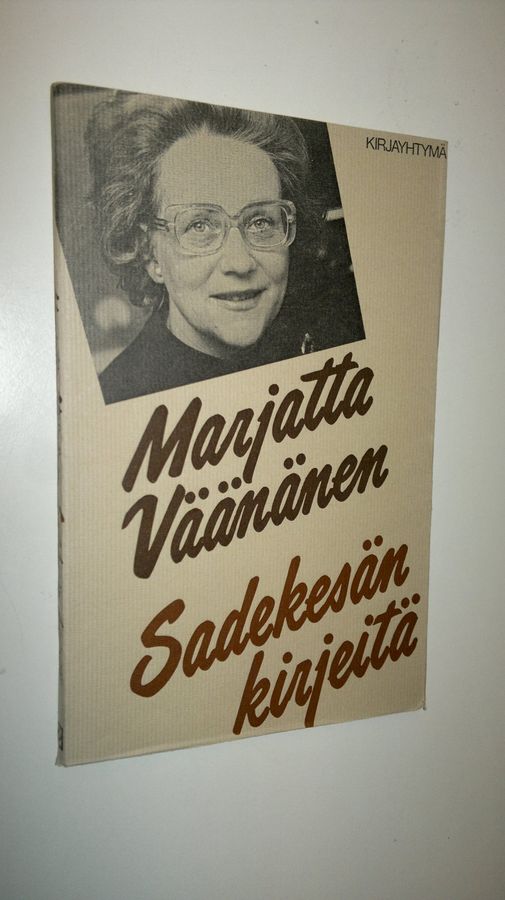 KIRJAYHTYMÄ
Marjatta
Väänänen
Sadekesän
kirjeitä